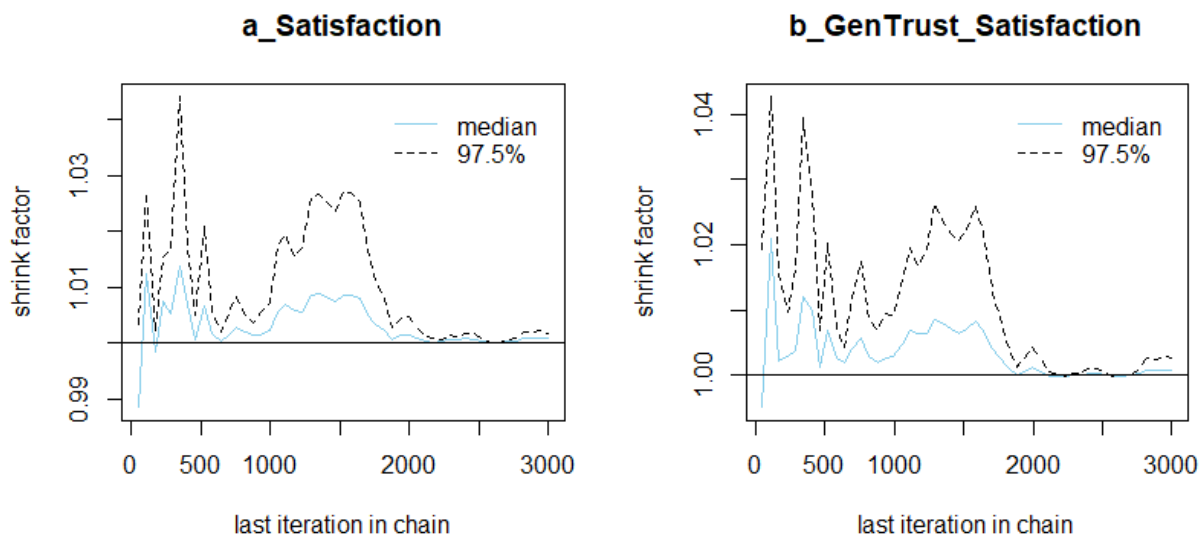 a_Satisfaction
shrink factor
0.99
1.01
1.03
median
97.5%
0
500
1000
2000
3000
last iteration in chain
b_GenTrust_Satisfaction
shrink factor
1.00
1.02
1.04
median
97.5%
0
500
1000
2000
3000
last iteration in chain